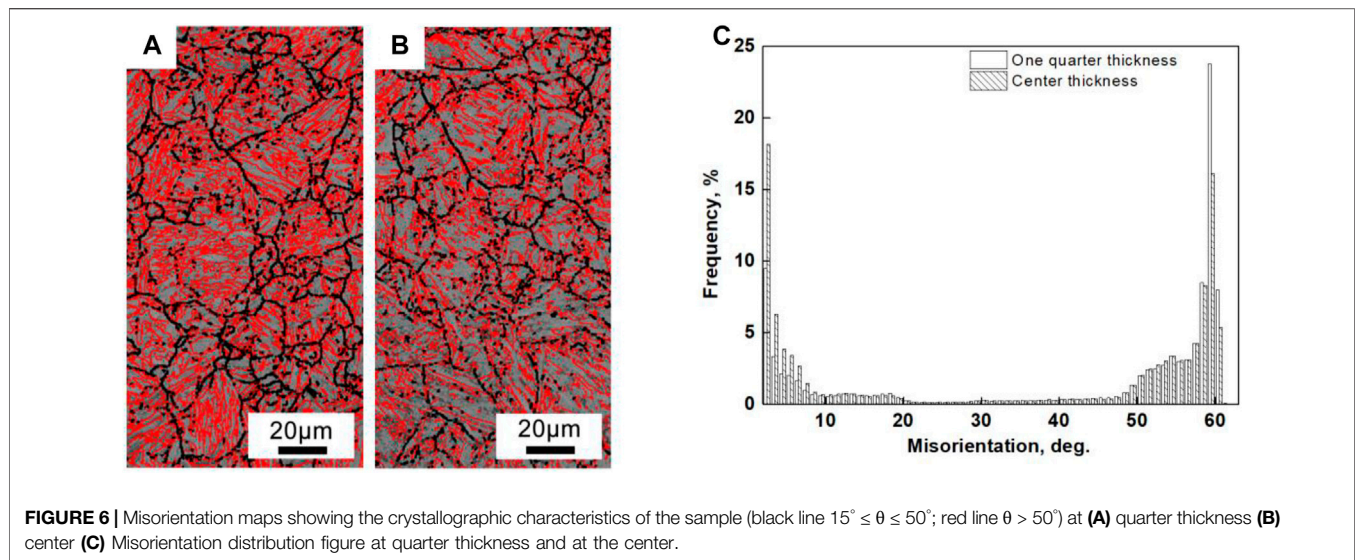 A
B
C
20μm
20μm
25
20
15
10
5
0
Frequency, %
One quarter thickness
Center thickness
10 20 30 40 50 60
Misorientation, deg.
FIGURE 6 | Misorientation maps showing the crystallographic characteristics of the sample (black line 15° ≤ θ ≤ 50°; red line θ > 50°) at (A) quarter thickness (B)
center (C) Misorientation distribution figure at quarter thickness and at the center.